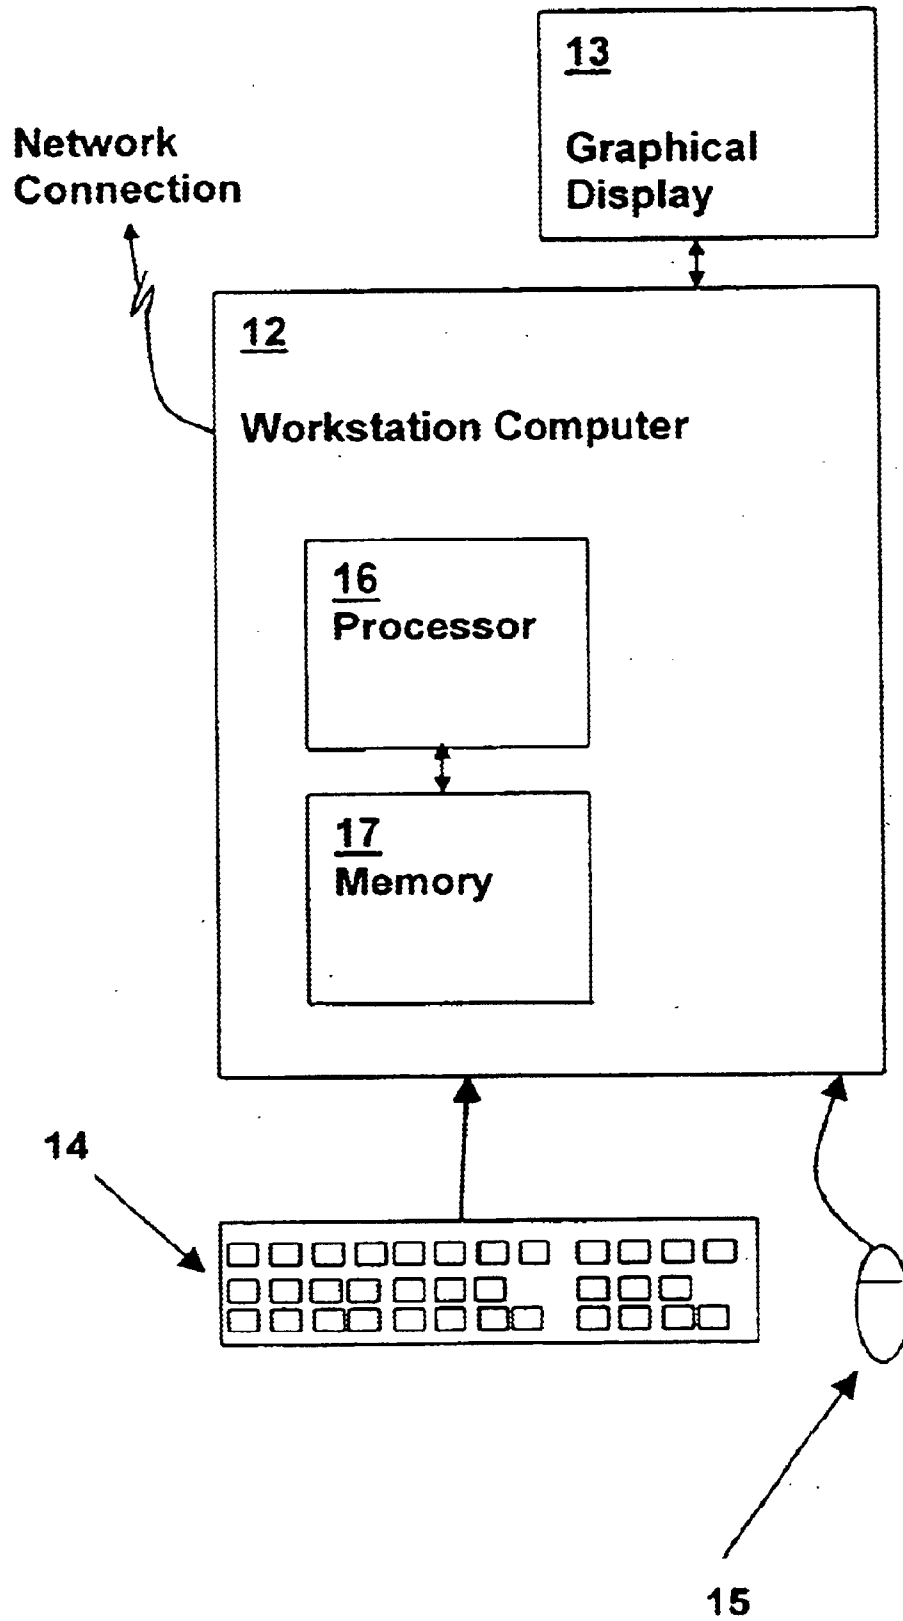 13
Graphical
Display
Network
Connection
12
Workstation Computer
16
Processor
17
Memory
14
15